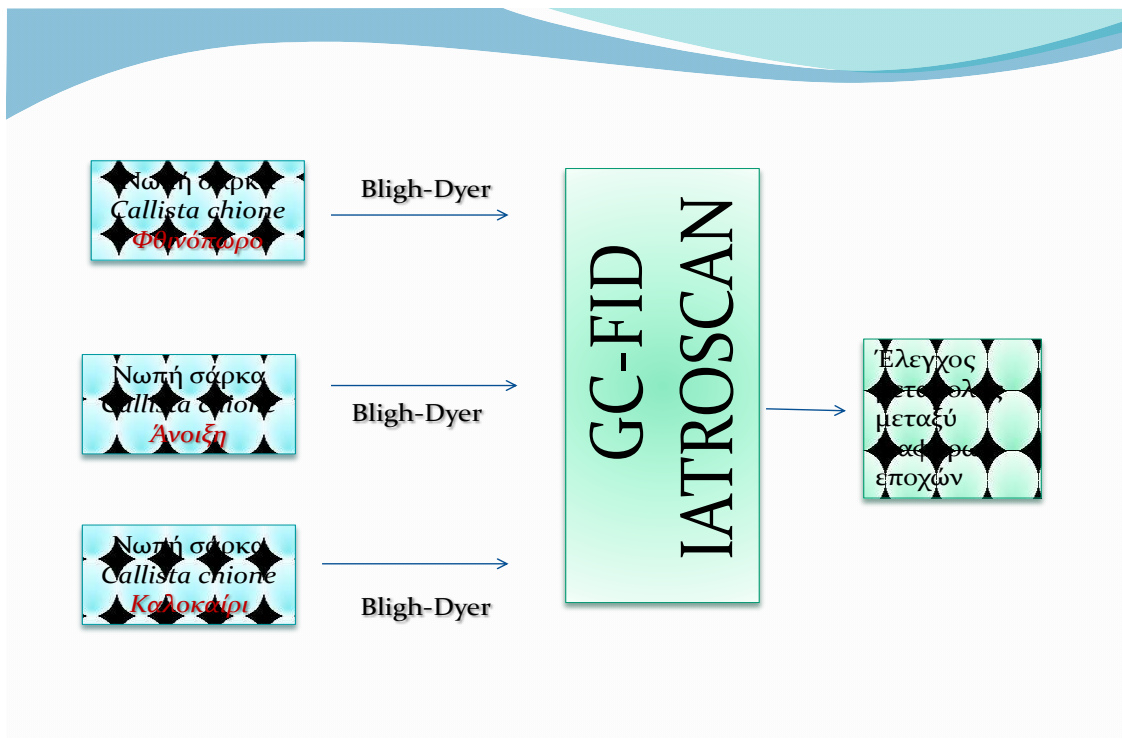 Νωπή σάρκα
Callista chione
Φθινόπωρο
Bligh-Dyer
Νωπή σάρκα
Callista chione
Άνοιξη
Bligh-Dyer
Νωπή σάρκα
Callista chione
Καλοκαίρι
Bligh-Dyer
GC-FID
IATROSCAN
Έλεγχος
μεταξύ
εποχών